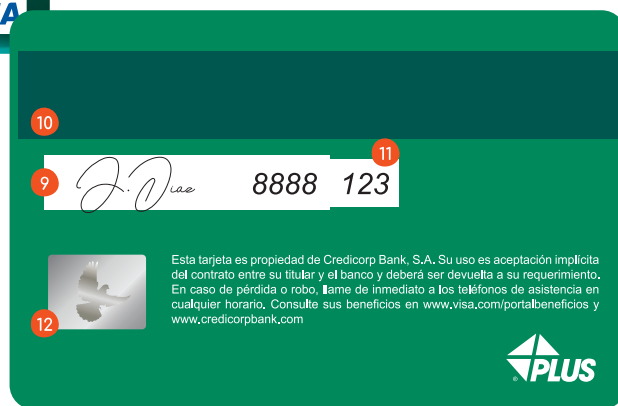 A
10
11
9 J. Diaz 8888 123
Esta tarjeta es propiedad de Credicorp Bank, S.A. Su uso es aceptación implícita
del contrato entre su titular y el banco y deberá ser devuelta a su requerimiento.
En caso de pérdida o robo, llame de inmediato a los teléfonos de asistencia en
cualquier horario. Consulte sus beneficios en www.visa.com/portalbeneficios y
www.credicorpbank.com
12
PLUS